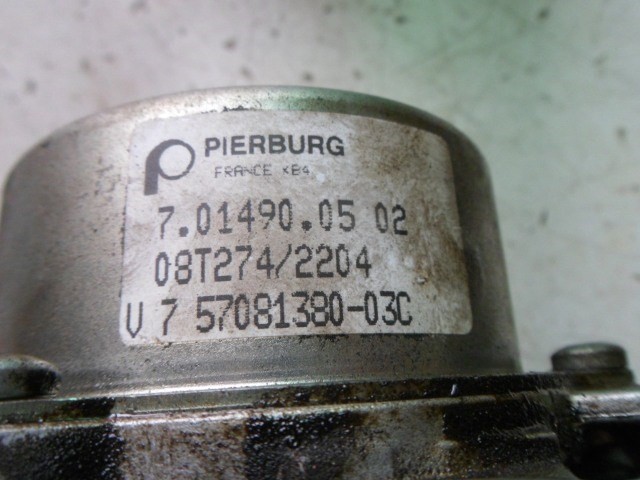 PIERBURG
FRANCE KB4
7.01490.05 02
08T274/2204
V 7 57081380-03C